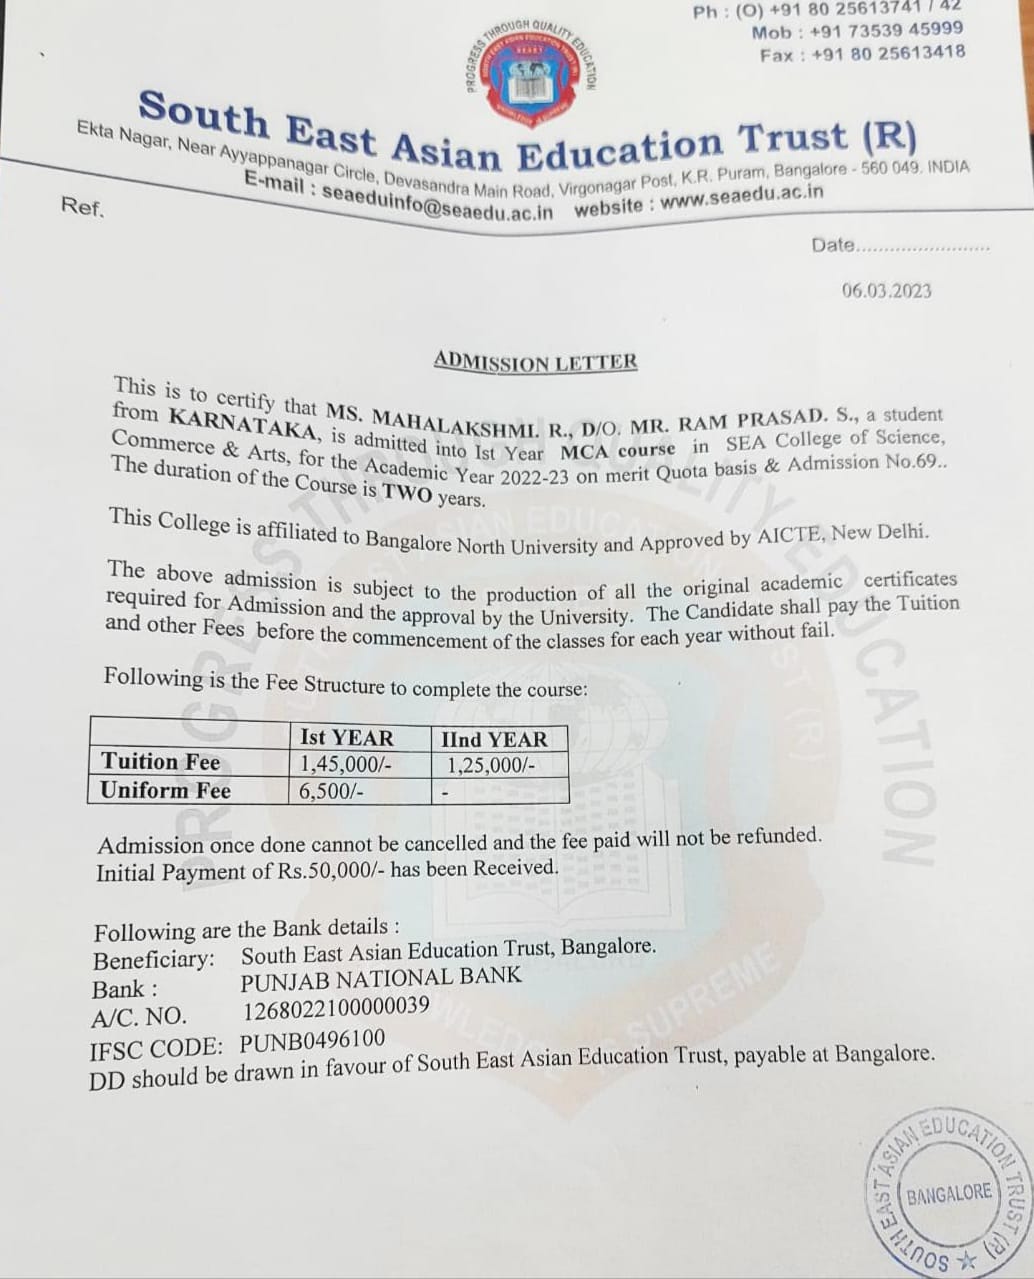 Ph : (O) +91 80 25613741 / 42
Mob : +91 73539 45999
Fax : +91 80 25613418
PROGRESS THROUGH QUALITY EDUCATION
South East Asian Education Trust (R)
Ekta Nagar, Near Ayyappanagar Circle, Devasandra Main Road, Virgonagar Post, K.R. Puram, Bangalore - 560 049. INDIA
E-mail : seaeduinfo@seaedu.ac.in website : www.seaedu.ac.in
Ref.
Date........................
06.03.2023
ADMISSION LETTER
This is to certify that MS. MAHALAKSHMI. R., D/O. MR. RAM PRASAD. S., a student
from KARNATAKA, is admitted into Ist Year MCA course in SEA College of Science,
Commerce & Arts, for the Academic Year 2022-23 on merit Quota basis & Admission No.69..
The duration of the Course is TWO years.
This College is affiliated to Bangalore North University and Approved by AICTE, New Delhi.
The above admission is subject to the production of all the original academic certificates
required for Admission and the approval by the University. The Candidate shall pay the Tuition
and other Fees before the commencement of the classes for each year without fail.
Following is the Fee Structure to complete the course:
Ist YEAR IInd YEAR
Tuition Fee 1,45,000/- 1,25,000/-
Uniform Fee 6,500/- -
Admission once done cannot be cancelled and the fee paid will not be refunded.
Initial Payment of Rs.50,000/- has been Received.
Following are the Bank details :
Beneficiary: South East Asian Education Trust, Bangalore.
Bank : PUNJAB NATIONAL BANK
A/C. NO. 1268022100000039
IFSC CODE: PUNB0496100
DD should be drawn in favour of South East Asian Education Trust, payable at Bangalore.
SOUTH EAST ASIAN EDUCATION TRUST (R)
BANGALORE